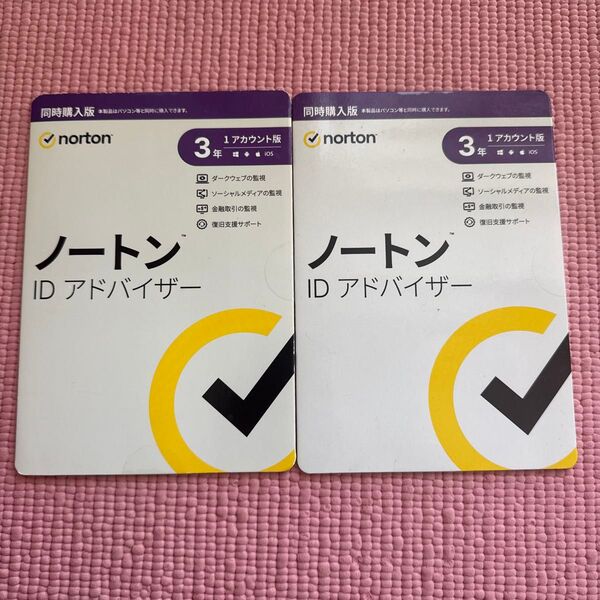 同時購入版 本製品はパソコン等と同時に購入できます。
norton
3年 1アカウント版
iOS
ダークウェブの監視
ソーシャルメディアの監視
金融取引の監視
復旧支援サポート
ノートン™
ID アドバイザー
同時購入版 本製品はパソコン等と同時に購入できます。
norton
3年 1アカウント版
iOS
ダークウェブの監視
ソーシャルメディアの監視
金融取引の監視
復旧支援サポート
ノートン™
ID アドバイザー